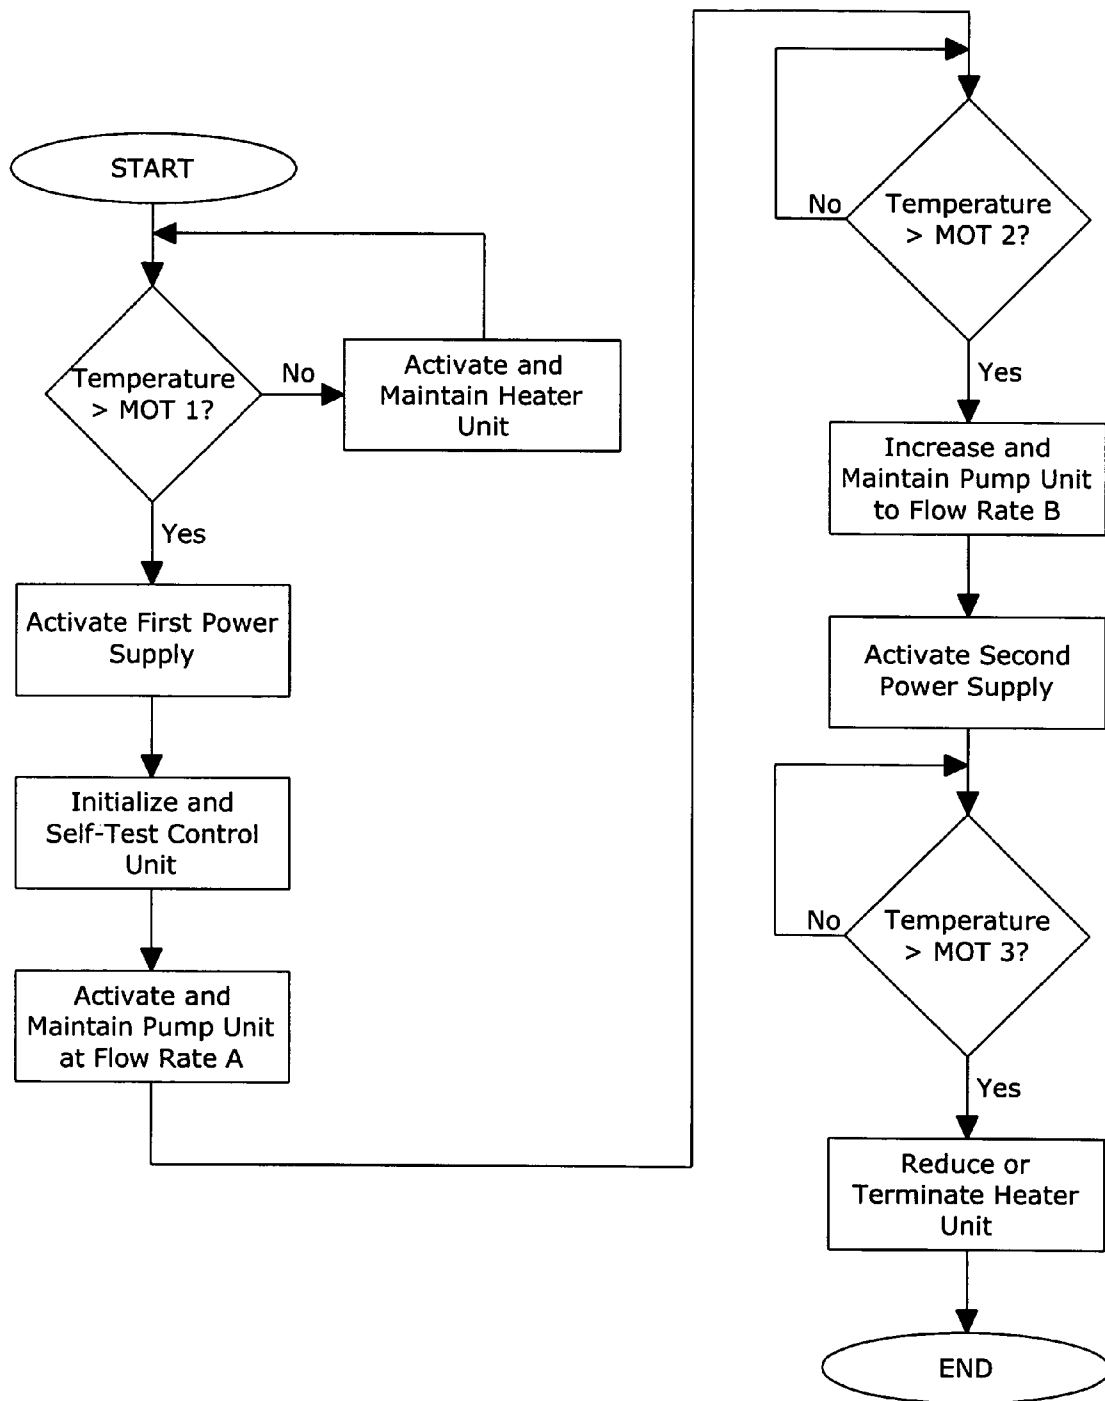 START
Temperature
> MOT 1?
No
Activate and
Maintain Heater
Unit
Yes
Activate First Power
Supply
Initialize and
Self-Test Control
Unit
Activate and
Maintain Pump Unit
at Flow Rate A
Temperature
> MOT 2?
No
Yes
Increase and
Maintain Pump Unit
to Flow Rate B
Activate Second
Power Supply
Temperature
> MOT 3?
No
Yes
Reduce or
Terminate Heater
Unit
END